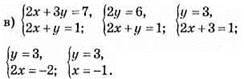 в) {2x + 3y = 7, {2y = 6, {y = 3,
{2x + y = 1; {2x + y = 1; {2x + 3 = 1;
{y = 3, {y = 3,
{2x = –2; {x = –1.